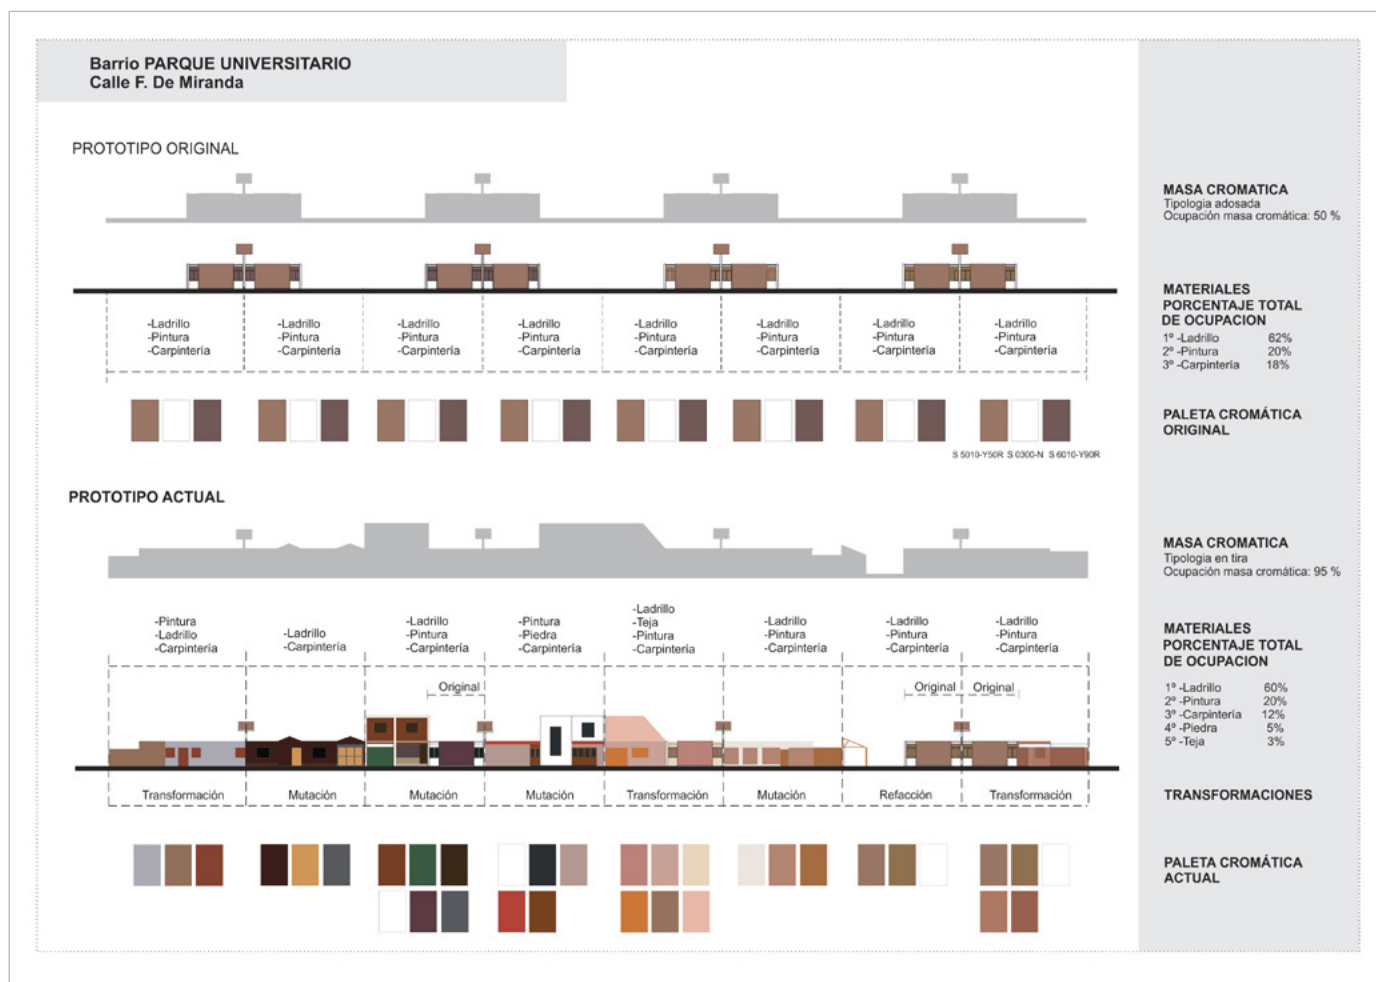 Barrio PARQUE UNIVERSITARIO
Calle F. De Miranda
PROTOTIPO ORIGINAL
MASA CROMATICA
Tipologia adosada
Ocupación masa cromática: 50 %
-Ladrillo
-Pintura
-Carpintería
-Ladrillo
-Pintura
-Carpintería
-Ladrillo
-Pintura
-Carpintería
-Ladrillo
-Pintura
-Carpintería
-Ladrillo
-Pintura
-Carpintería
-Ladrillo
-Pintura
-Carpintería
-Ladrillo
-Pintura
-Carpintería
-Ladrillo
-Pintura
-Carpintería
MATERIALES
PORCENTAJE TOTAL
DE OCUPACION
1º -Ladrillo 62%
2º -Pintura 20%
3º -Carpintería 18%
PALETA CROMÁTICA
ORIGINAL
S 5010-Y50R S 0300-N S 6010-Y90R
PROTOTIPO ACTUAL
MASA CROMATICA
Tipologia en tira
Ocupación masa cromática: 95 %
-Pintura
-Ladrillo
-Carpintería
-Ladrillo
-Carpintería
-Ladrillo
-Pintura
-Carpintería
-Pintura
-Piedra
-Carpintería
-Ladrillo
-Teja
-Pintura
-Carpintería
-Ladrillo
-Pintura
-Carpintería
-Ladrillo
-Pintura
-Carpintería
-Ladrillo
-Pintura
-Carpintería
MATERIALES
PORCENTAJE TOTAL
DE OCUPACION
1º -Ladrillo 60%
2º -Pintura 20%
3º -Carpintería 12%
4º -Piedra 5%
5º -Teja 3%
Original
Original
Original
Transformación
Mutación
Mutación
Mutación
Transformación
Mutación
Refacción
Transformación
TRANSFORMACIONES
PALETA CROMÁTICA
ACTUAL